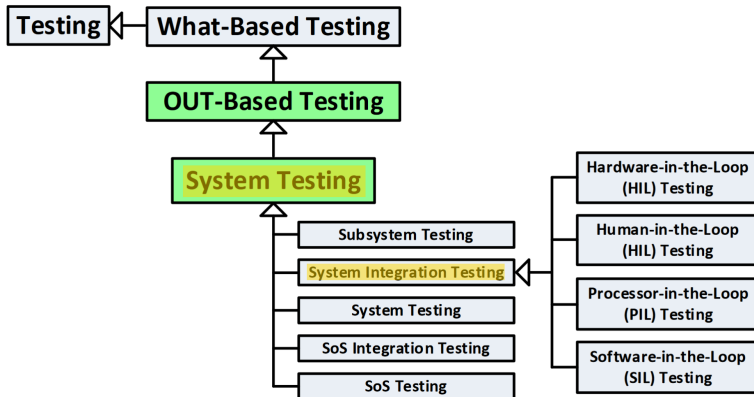 Testing
What-Based Testing
OUT-Based Testing
System Testing
Subsystem Testing
System Integration Testing
System Testing
SoS Integration Testing
SoS Testing
Hardware-in-the-Loop
(HIL) Testing
Human-in-the-Loop
(HIL) Testing
Processor-in-the-Loop
(PIL) Testing
Software-in-the-Loop
(SIL) Testing